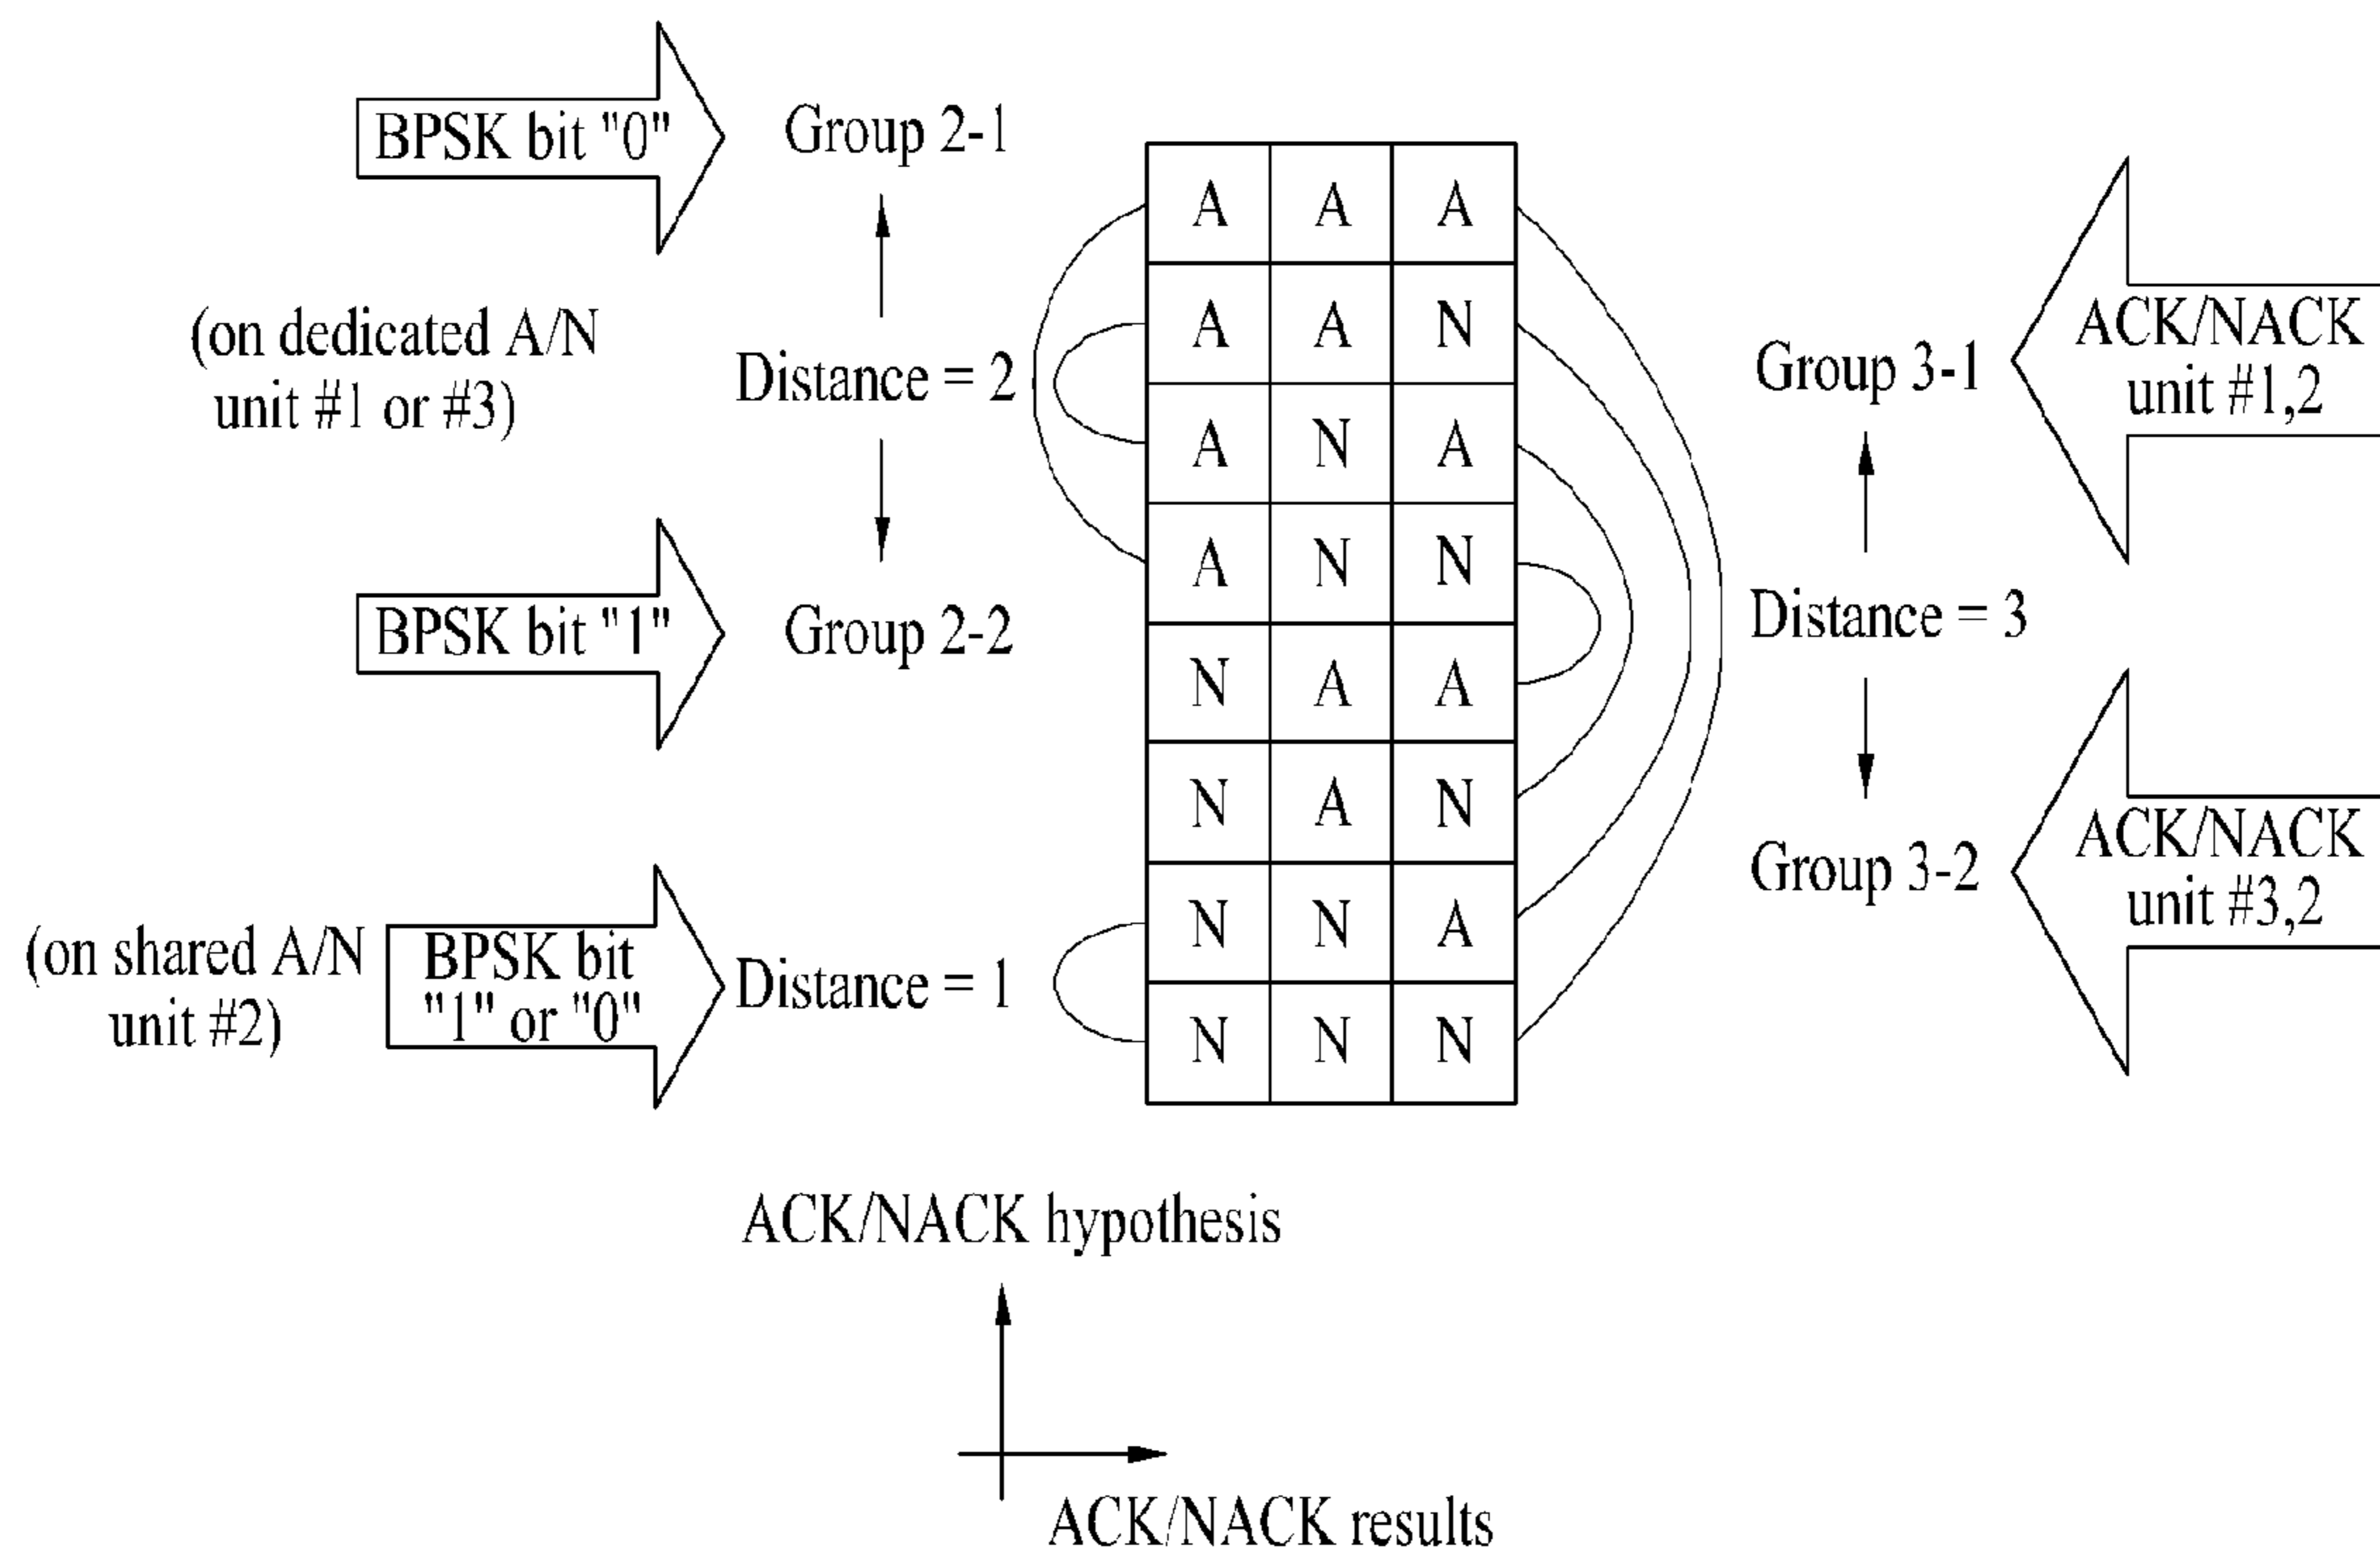 BPSK bit "0"
Group 2-1
(on dedicated A/N
unit #1 or #3)
Distance = 2
BPSK bit "1"
Group 2-2
(on shared A/N
unit #2)
BPSK bit
"1" or "0"
Distance = 1
A A A
A A N
A N A
A N N
N A A
N A N
N N A
N N N
Group 3-1
ACK/NACK
unit #1,2
Distance = 3
Group 3-2
ACK/NACK
unit #3,2
ACK/NACK hypothesis
ACK/NACK results